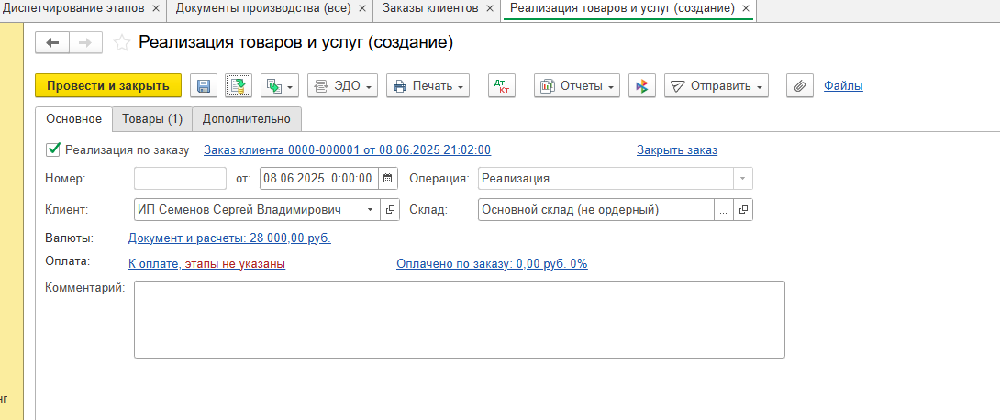 Диспетчирование этапов × Документы производства (все) × Заказы клиентов × Реализация товаров и услуг (создание) ×
Реализация товаров и услуг (создание)
Провести и закрыть ЭДО Печать Дт Кт Отчеты Отправить Файлы
Основное Товары (1) Дополнительно
Реализация по заказу Заказ клиента 0000-000001 от 08.06.2025 21:02:00 Закрыть заказ
Номер: от: 08.06.2025 0:00:00 Операция: Реализация
Клиент: ИП Семенов Сергей Владимирович Склад: Основной склад (не ордерный) ...
Валюты: Документ и расчеты: 28 000,00 руб.
Оплата: К оплате, этапы не указаны Оплачено по заказу: 0,00 руб. 0%
Комментарий:
нг